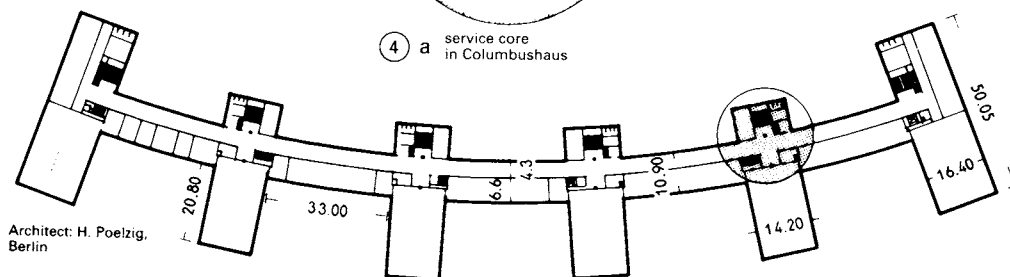 4 a service core
in Columbushaus
50.05
20.80
33.00
6.6
4.3
10.90
14.20
16.40
Architect: H. Poelzig,
Berlin